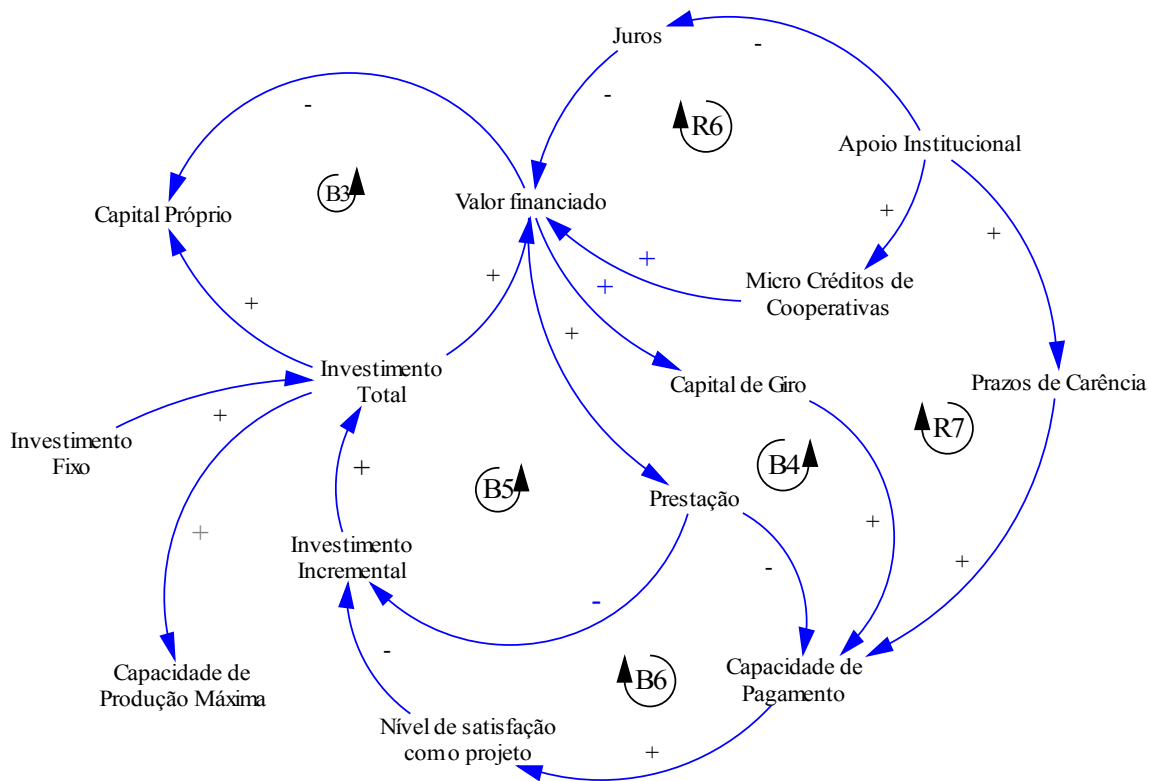 Juros
-
-
-
R6
Apoio Institucional
B3
Valor financiado
Capital Próprio
+
+
+
+
+
Micro Créditos de
Cooperativas
+
+
+
Investimento
Total
Capital de Giro
Prazos de Carência
+
Investimento
Fixo
R7
B4
+
B5
Prestação
+
+
Investimento
Incremental
-
+
-
-
Capacidade de
Produção Máxima
B6
Capacidade de
Pagamento
Nível de satisfação
com o projeto
+